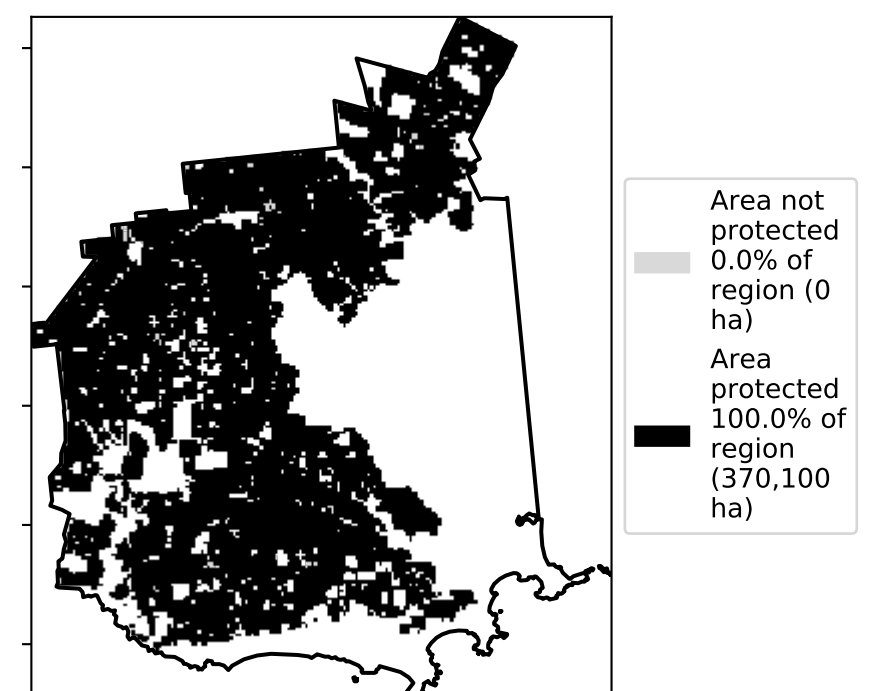 Area not
protected
0.0% of
region (0
ha)
Area
protected
100.0% of
region
(370,100
ha)